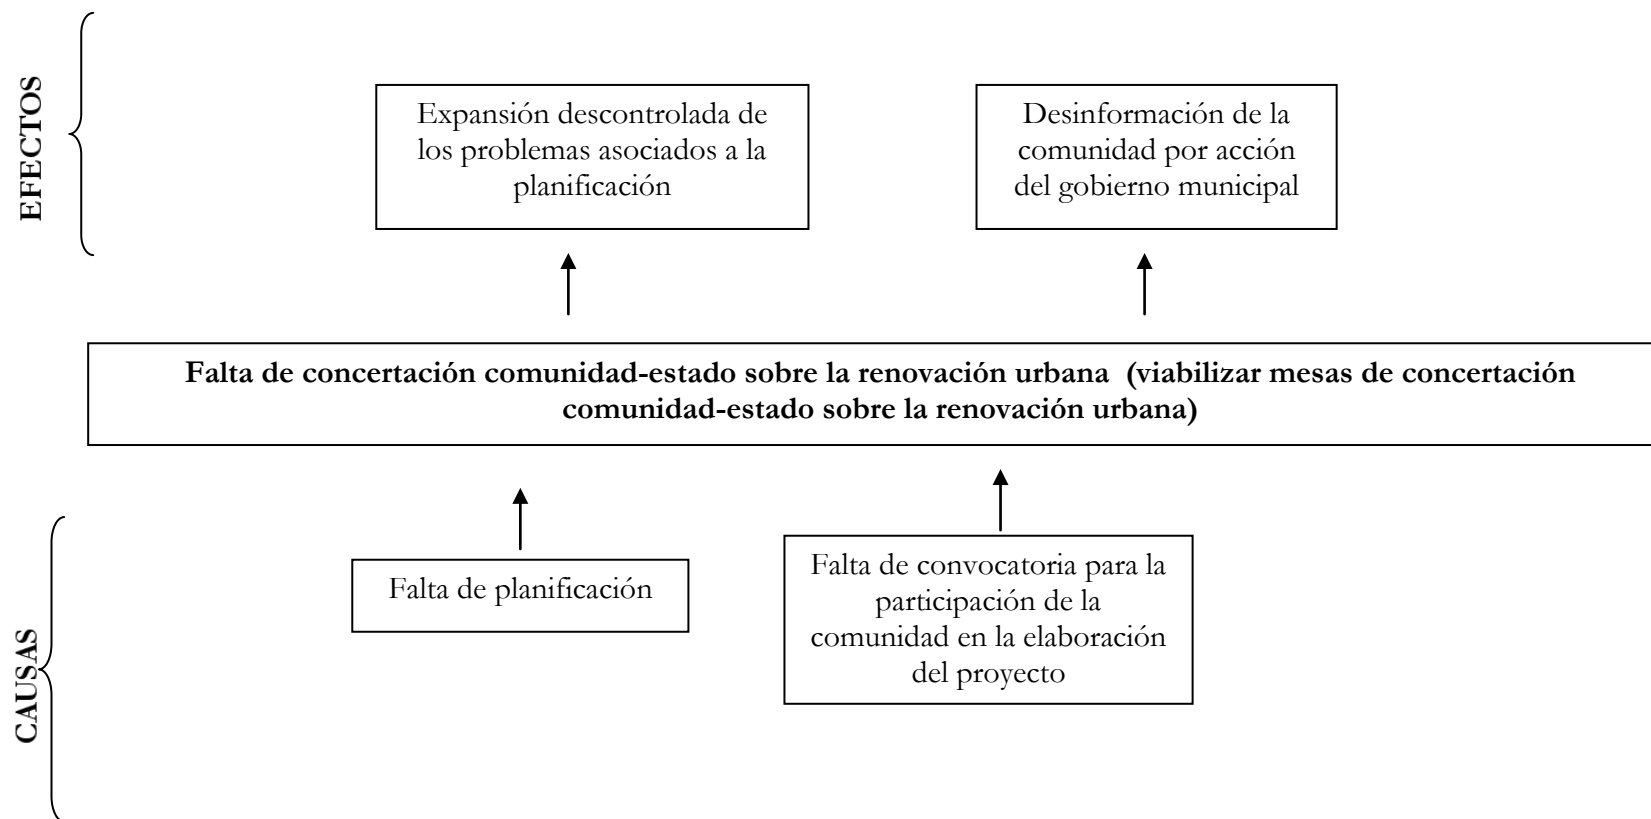 EFECTOS
Expansión descontrolada de
los problemas asociados a la
planificación
Desinformación de la
comunidad por acción
del gobierno municipal
Falta de concertación comunidad-estado sobre la renovación urbana  (viabilizar mesas de concertación
comunidad-estado sobre la renovación urbana)
CAUSAS
Falta de planificación
Falta de convocatoria para la
participación de la
comunidad en la elaboración
del proyecto